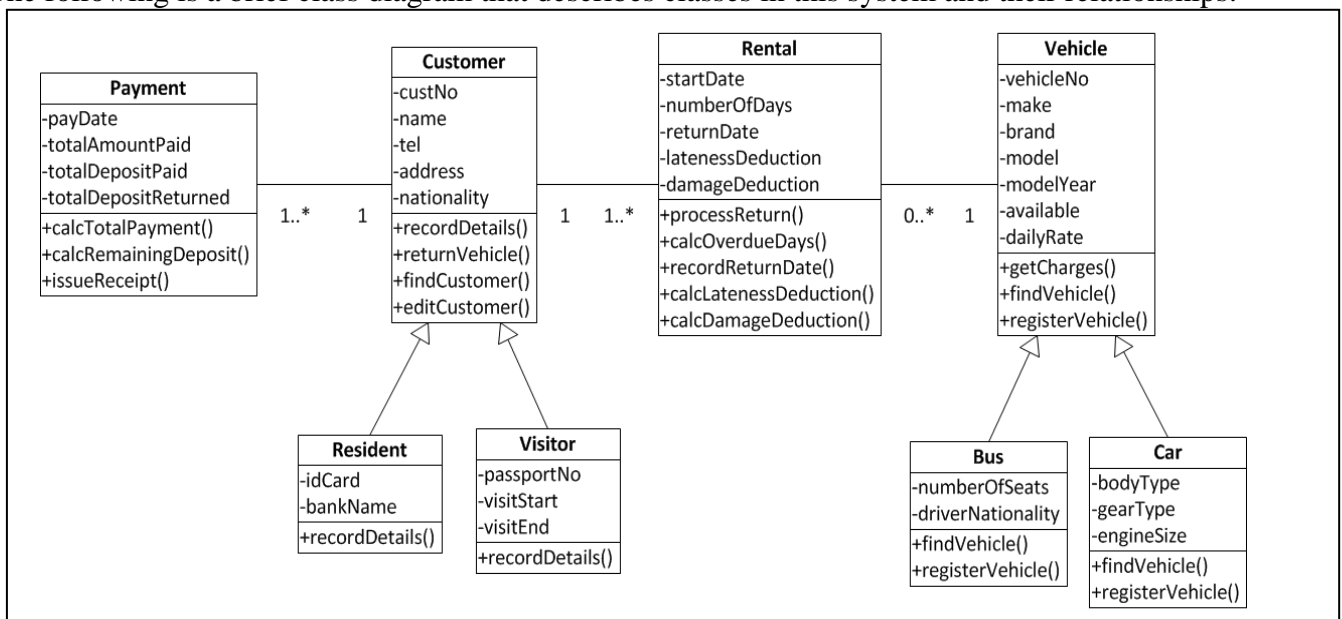 The following is a brief class diagram that describes classes in this system and their relationships.
Payment
-payDate
-totalAmountPaid
-totalDepositPaid
-totalDepositReturned
+calcTotalPayment()
+calcRemainingDeposit()
+issueReceipt()
1..*
1
Customer
-custNo
-name
-tel
-address
-nationality
+recordDetails()
+returnVehicle()
+findCustomer()
+editCustomer()
1
1..*
Rental
-startDate
-numberOfDays
-returnDate
-latenessDeduction
-damageDeduction
+processReturn()
+calcOverdueDays()
+recordReturnDate()
+calcLatenessDeduction()
+calcDamageDeduction()
0..*
1
Vehicle
-vehicleNo
-make
-brand
-model
-modelYear
-available
-dailyRate
+getCharges()
+findVehicle()
+registerVehicle()
Resident
-idCard
-bankName
+recordDetails()
Visitor
-passportNo
-visitStart
-visitEnd
+recordDetails()
Bus
-numberOfSeats
-driverNationality
+findVehicle()
+registerVehicle()
Car
-bodyType
-gearType
-engineSize
+findVehicle()
+registerVehicle()